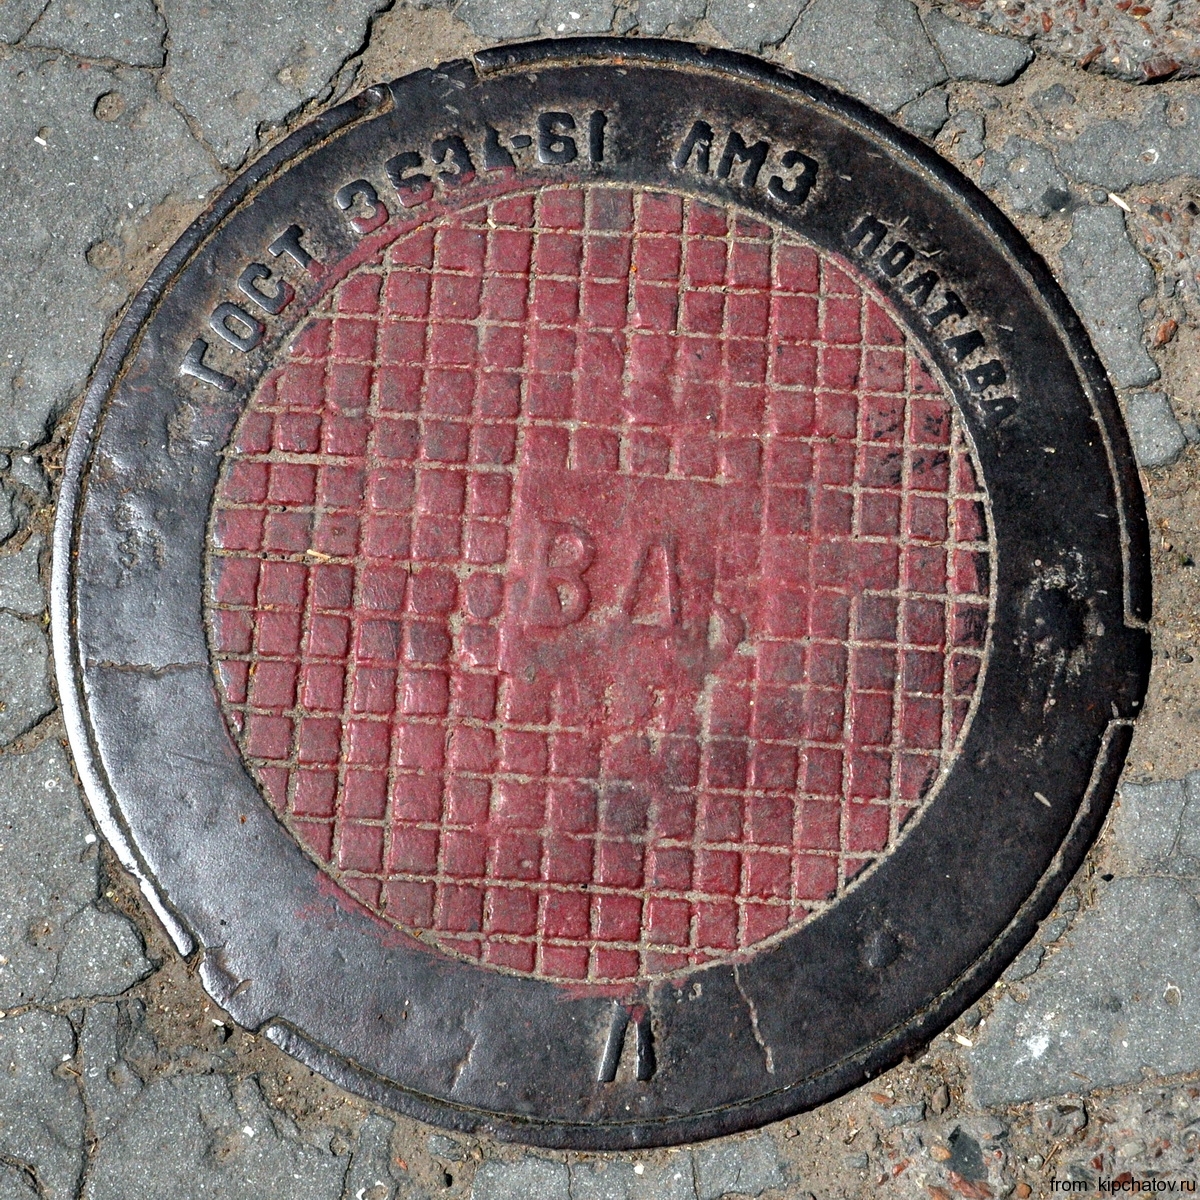 ГОСТ 3634-61 ЛМЗ ПОЛТАВА
ВД
Л
from kipchatov.ru